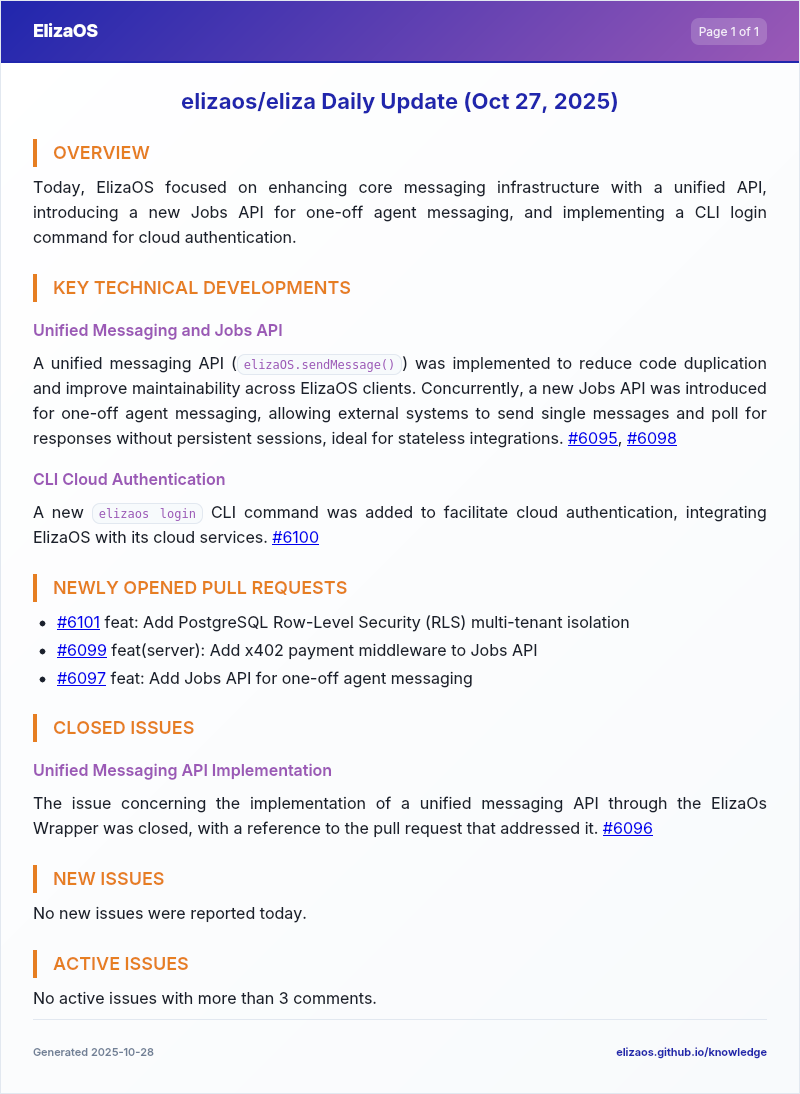 ElizaOS
Page 1 of 1
elizaos/eliza Daily Update (Oct 27, 2025)
OVERVIEW
Today, ElizaOS focused on enhancing core messaging infrastructure with a unified API,
introducing a new Jobs API for one-off agent messaging, and implementing a CLI login
command for cloud authentication.
KEY TECHNICAL DEVELOPMENTS
Unified Messaging and Jobs API
A unified messaging API (elizaOS.sendMessage()) was implemented to reduce code duplication
and improve maintainability across ElizaOS clients. Concurrently, a new Jobs API was introduced
for one-off agent messaging, allowing external systems to send single messages and poll for
responses without persistent sessions, ideal for stateless integrations. #6095, #6098
CLI Cloud Authentication
A new elizaos login CLI command was added to facilitate cloud authentication, integrating
ElizaOS with its cloud services. #6100
NEWLY OPENED PULL REQUESTS
• #6101 feat: Add PostgreSQL Row-Level Security (RLS) multi-tenant isolation
• #6099 feat(server): Add x402 payment middleware to Jobs API
• #6097 feat: Add Jobs API for one-off agent messaging
CLOSED ISSUES
Unified Messaging API Implementation
The issue concerning the implementation of a unified messaging API through the ElizaOs
Wrapper was closed, with a reference to the pull request that addressed it. #6096
NEW ISSUES
No new issues were reported today.
ACTIVE ISSUES
No active issues with more than 3 comments.
Generated 2025-10-28
elizaos.github.io/knowledge